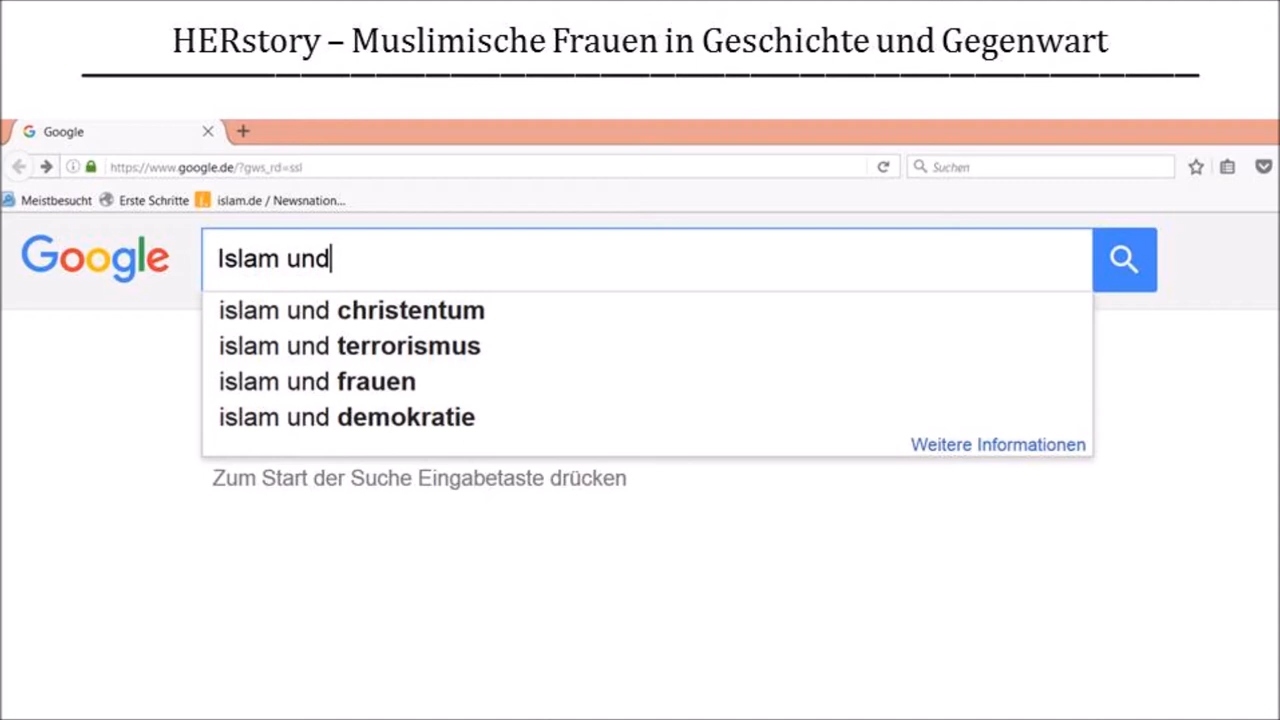 HERstory – Muslimische Frauen in Geschichte und Gegenwart
Google
https://www.google.de/?gws_rd=ssl
Suchen
Meistbesucht Erste Schritte islam.de / Newsnation...
Google
Islam und
islam und christentum
islam und terrorismus
islam und frauen
islam und demokratie
Weitere Informationen
Zum Start der Suche Eingabetaste drücken